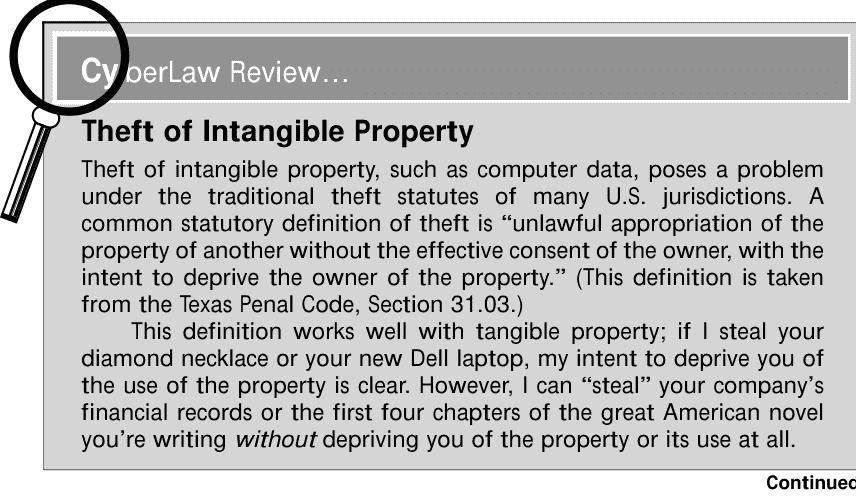 CyberLaw Review…
Theft of Intangible Property
Theft of intangible property, such as computer data, poses a problem
under the traditional theft statutes of many U.S. jurisdictions. A
common statutory definition of theft is “unlawful appropriation of the
property of another without the effective consent of the owner, with the
intent to deprive the owner of the property.” (This definition is taken
from the Texas Penal Code, Section 31.03.)
This definition works well with tangible property; if I steal your
diamond necklace or your new Dell laptop, my intent to deprive you of
the use of the property is clear. However, I can “steal” your company’s
financial records or the first four chapters of the great American novel
you’re writing without depriving you of the property or its use at all.
Continued